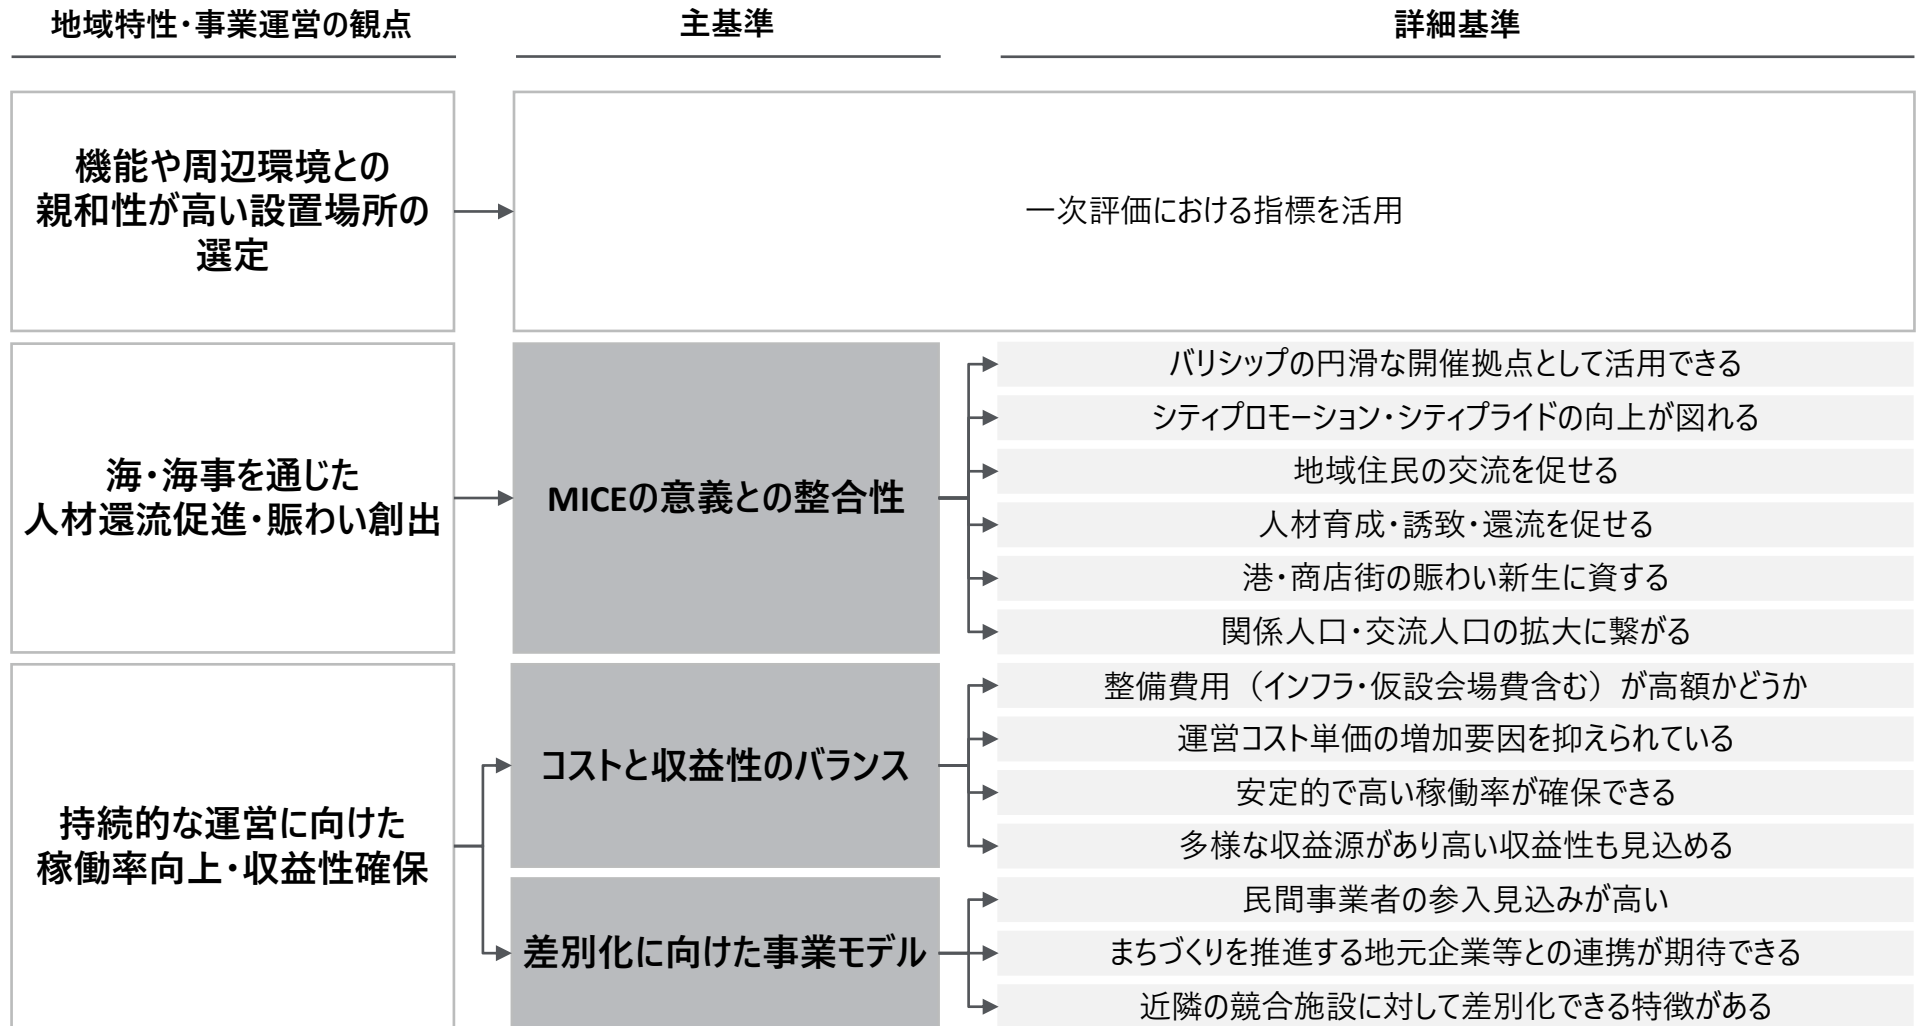 地域特性・事業運営の観点
主基準
詳細基準
機能や周辺環境との
親和性が高い設置場所の
選定
一次評価における指標を活用
海・海事を通じた
人材還流促進・賑わい創出
MICEの意義との整合性
バリシップの円滑な開催拠点として活用できる
シティプロモーション・シティプライドの向上が図れる
地域住民の交流を促せる
人材育成・誘致・還流を促せる
港・商店街の賑わい新生に資する
関係人口・交流人口の拡大に繋がる
持続的な運営に向けた
稼働率向上・収益性確保
コストと収益性のバランス
整備費用（インフラ・仮設会場費含む）が高額かどうか
運営コスト単価の増加要因を抑えられている
安定的で高い稼働率が確保できる
多様な収益源があり高い収益性も見込める
差別化に向けた事業モデル
民間事業者の参入見込みが高い
まちづくりを推進する地元企業等との連携が期待できる
近隣の競合施設に対して差別化できる特徴がある